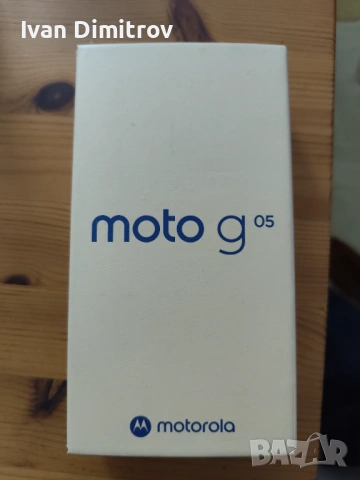 Ivan Dimitrov
moto g 05
motorola
BAZAR